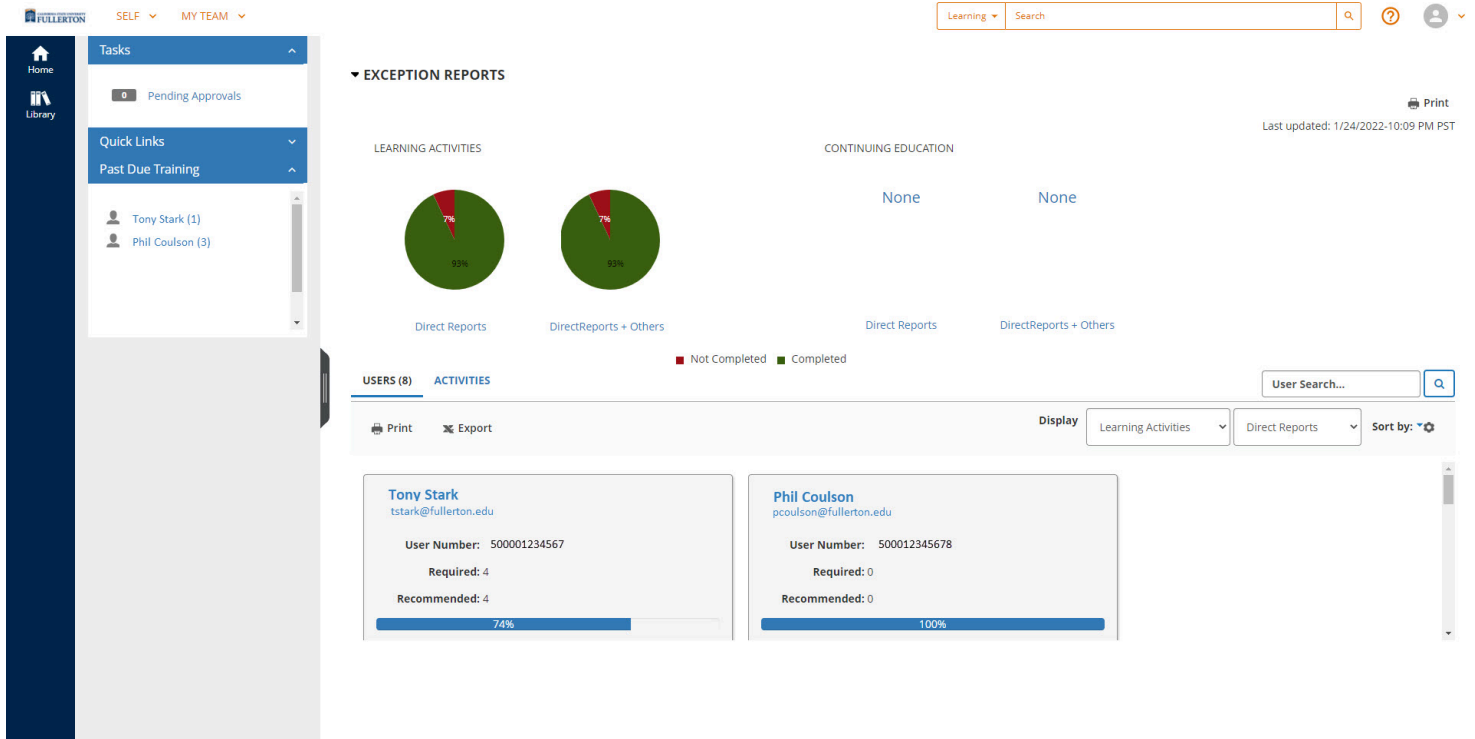 CALIFORNIA STATE UNIVERSITY
FULLERTON
SELF
MY TEAM
Learning
Search
Home
Library
Tasks
0 Pending Approvals
Quick Links
Past Due Training
Tony Stark (1)
Phil Coulson (3)
EXCEPTION REPORTS
Print
Last updated: 1/24/2022-10:09 PM PST
LEARNING ACTIVITIES
CONTINUING EDUCATION
7%
93%
7%
93%
None
None
Direct Reports
DirectReports + Others
Direct Reports
DirectReports + Others
Not Completed
Completed
USERS (8)
ACTIVITIES
User Search...
Print
Export
Display
Learning Activities
Direct Reports
Sort by:
Tony Stark
tstark@fullerton.edu
User Number: 500001234567
Required: 4
Recommended: 4
74%
Phil Coulson
pcoulson@fullerton.edu
User Number: 500012345678
Required: 0
Recommended: 0
100%